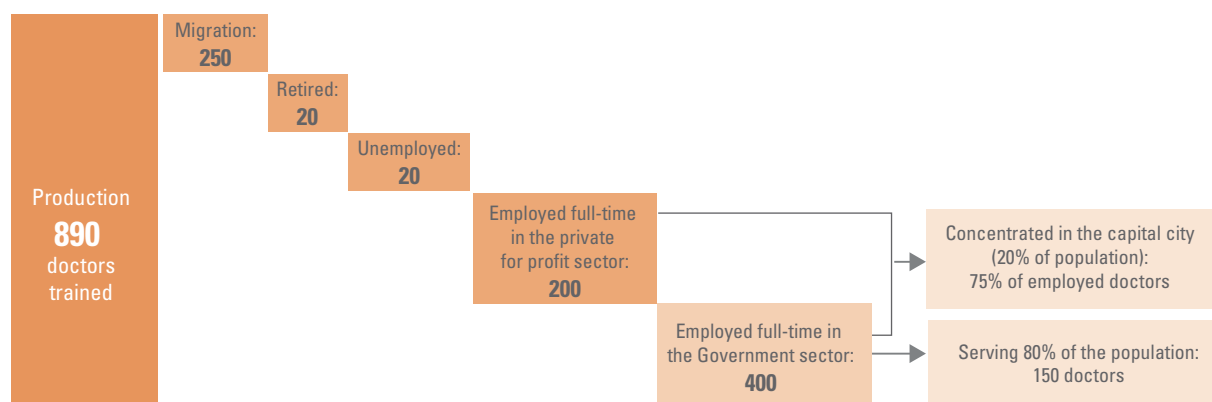 Production
890
doctors
trained
Migration:
250
Retired:
20
Unemployed:
20
Employed full-time
in the private
for profit sector:
200
Employed full-time in
the Government sector:
400
Concentrated in the capital city
(20% of population):
75% of employed doctors
Serving 80% of the population:
150 doctors